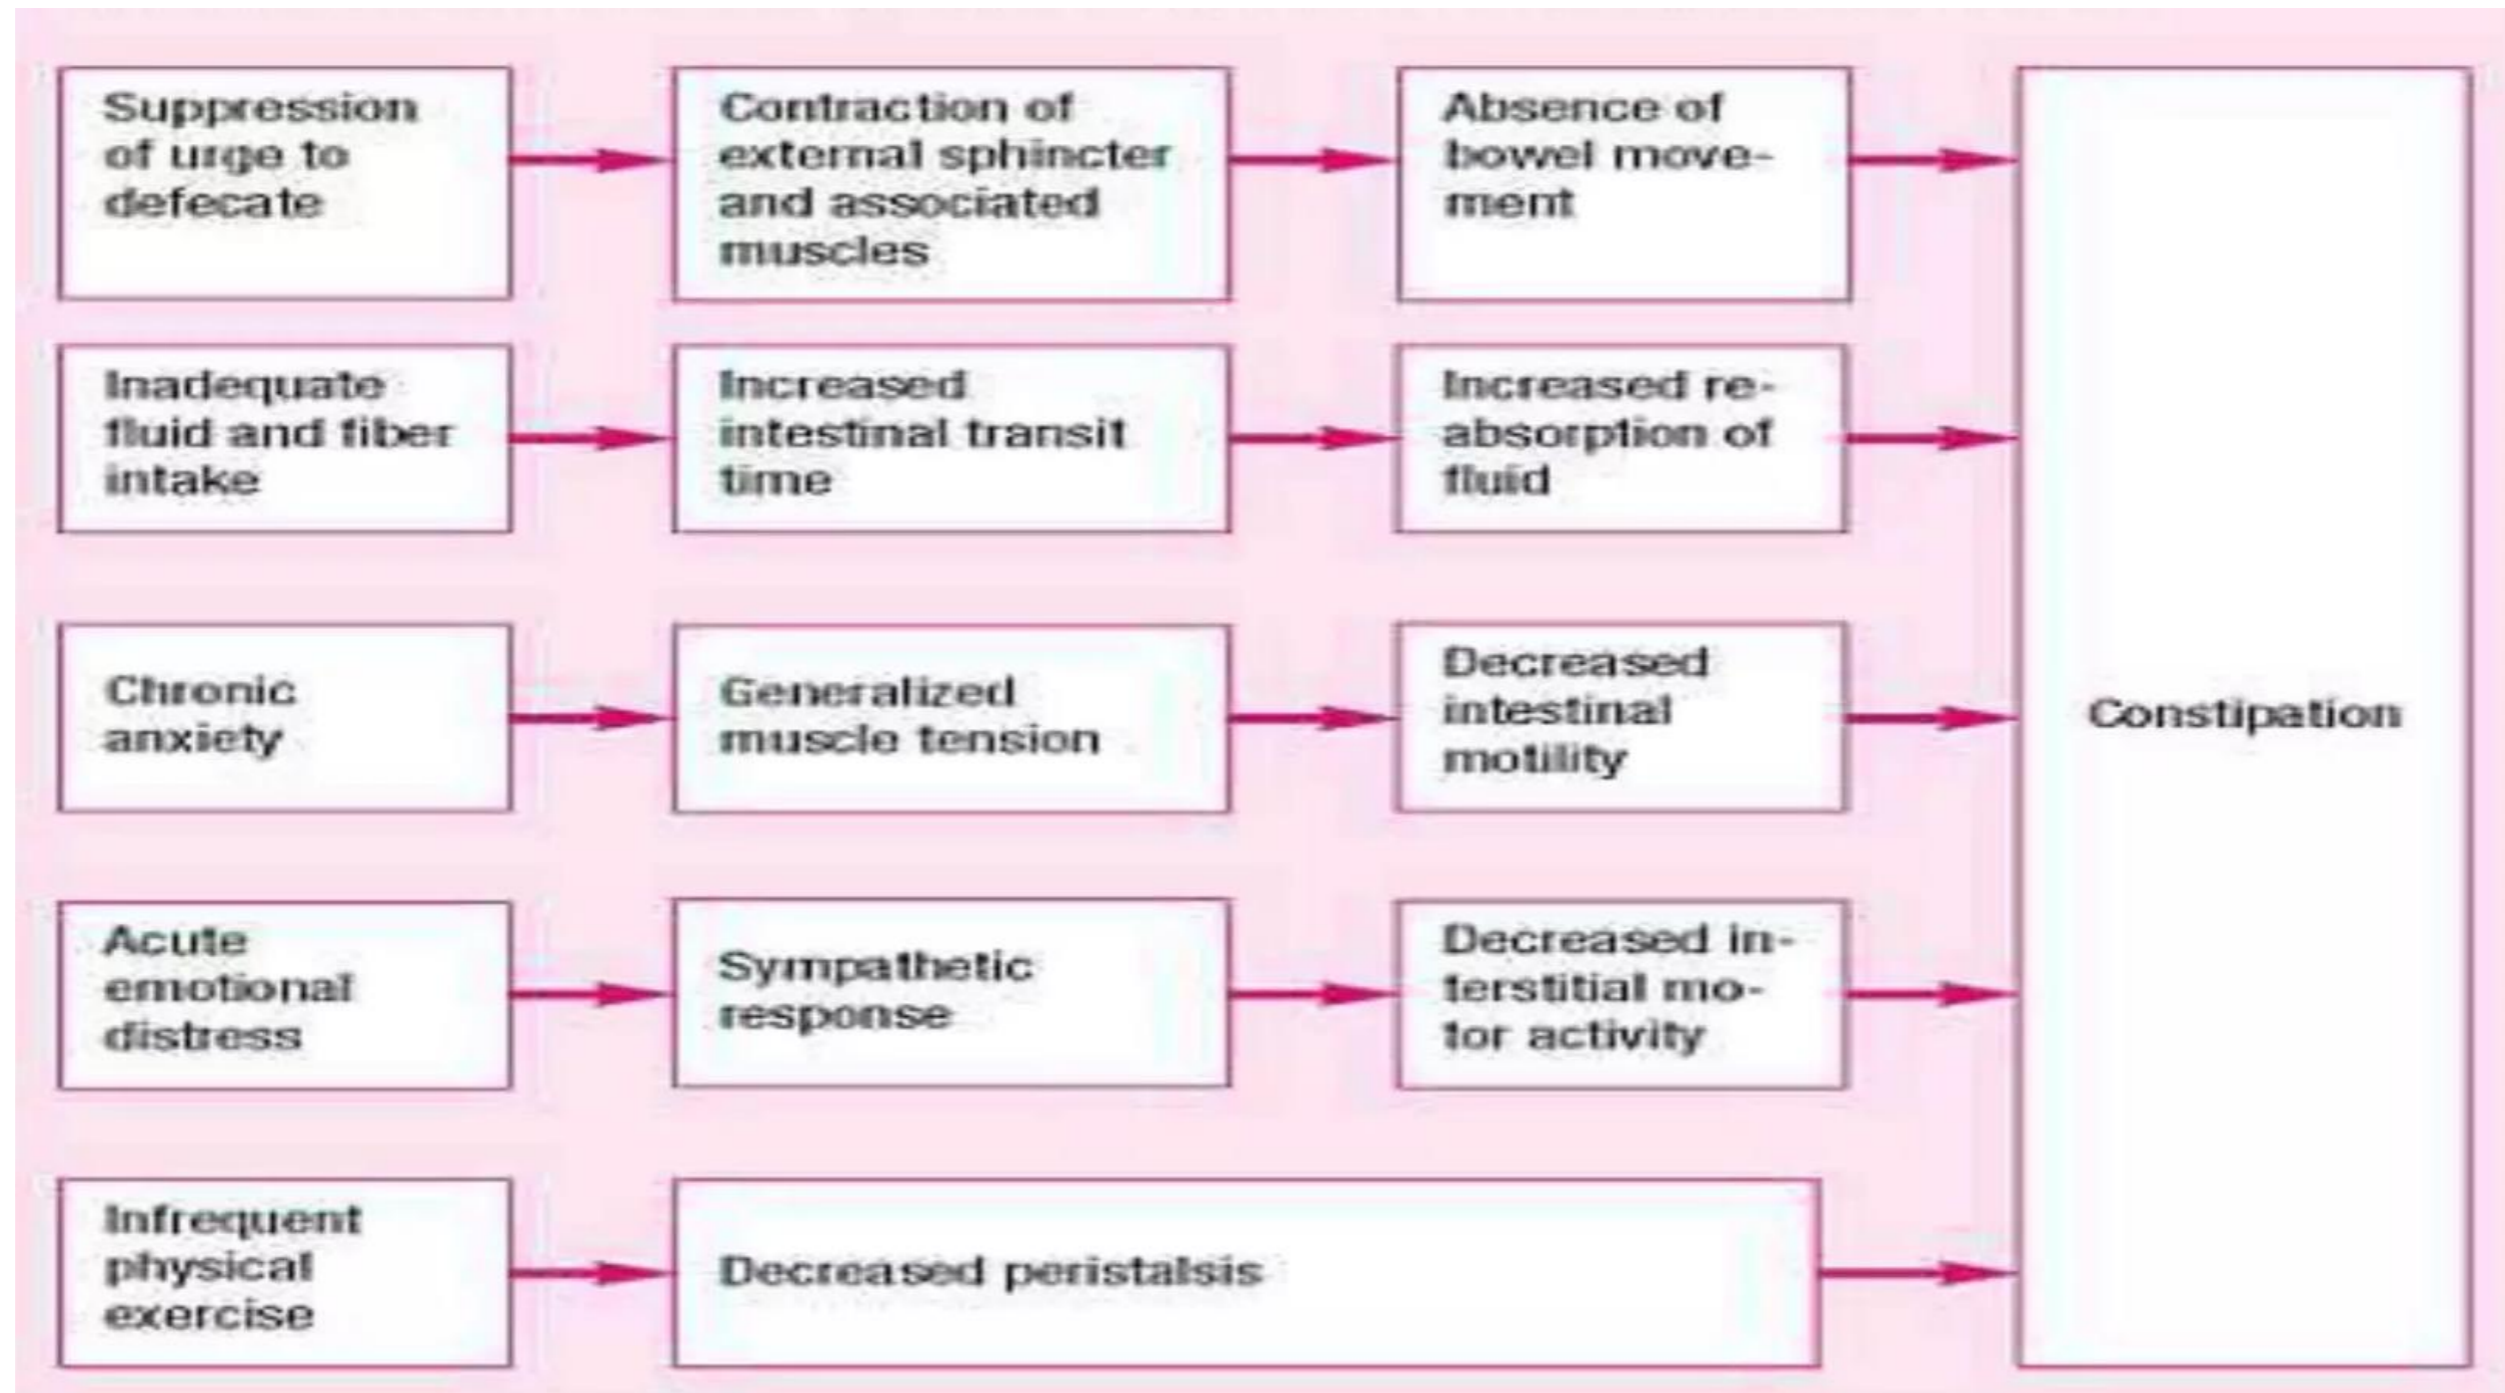 Suppression
of urge to
defecate
Contraction of
external sphincter
and associated
muscles
Absence of
bowel move-
ment
Inadequate
fluid and fiber
intake
Increased
intestinal transit
time
Increased re-
absorption of
fluid
Chronic
anxiety
Generalized
muscle tension
Decreased
intestinal
motility
Constipation
Acute
emotional
distress
Sympathetic
response
Decreased in-
terstitial mo-
tor activity
Infrequent
physical
exercise
Decreased peristalsis